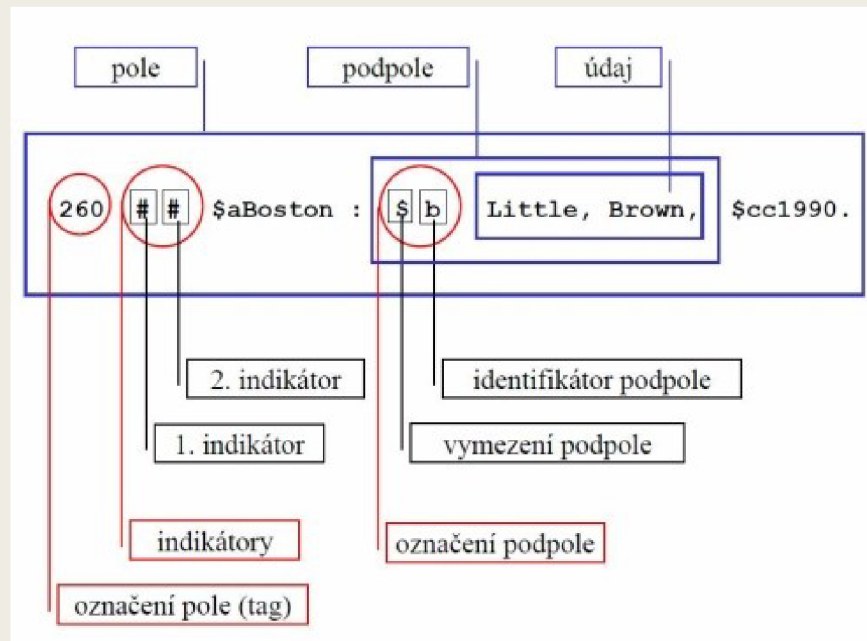 pole podpole údaj
260 # # $aBoston : $ b Little, Brown, $cc1990.
2. indikátor identifikátor podpole
1. indikátor vymezení podpole
indikátory označení podpole
označení pole (tag)